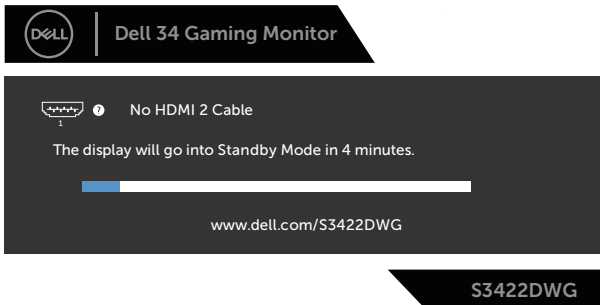 DELL
Dell 34 Gaming Monitor
? No HDMI 2 Cable
1
The display will go into Standby Mode in 4 minutes.
www.dell.com/S3422DWG
S3422DWG